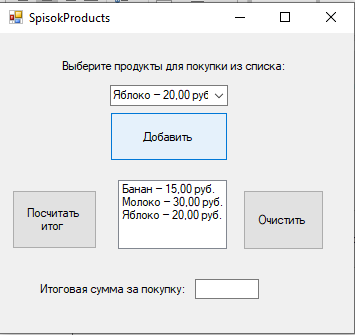 SpisokProducts
Выберите продукты для покупки из списка:
Яблоко – 20,00 руб
Добавить
Банан – 15,00 руб.
Молоко – 30,00 руб.
Яблоко – 20,00 руб.
Посчитать
итог
Очистить
Итоговая сумма за покупку: